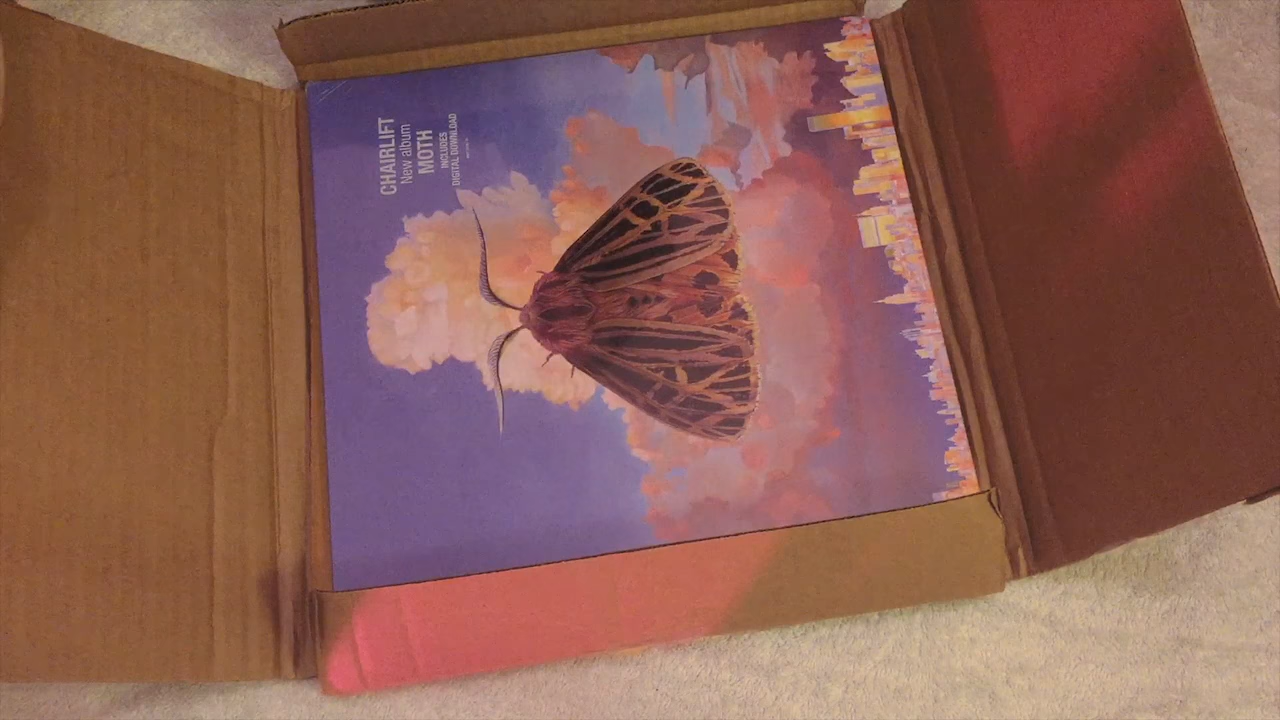 CHAIRLIFT
New album
MOTH
INCLUDES
DIGITAL DOWNLOAD